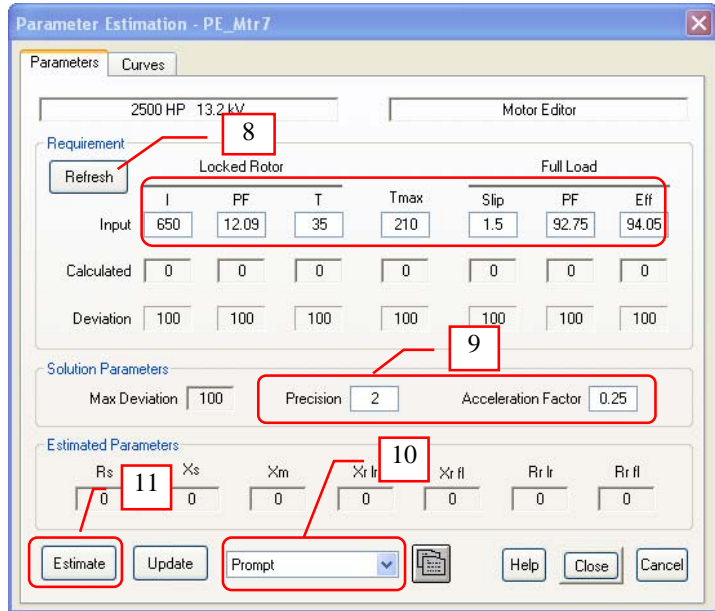 Parameter Estimation - PE_Mtr7
Parameters Curves
2500 HP 13.2 kV Motor Editor
8
Requirement
Refresh Locked Rotor Full Load
I PF T Tmax Slip PF Eff
Input 650 12.09 35 210 1.5 92.75 94.05
Calculated 0 0 0 0 0 0 0
Deviation 100 100 100 100 100 100 100
9
Solution Parameters
Max Deviation 100 Precision 2 Acceleration Factor 0.25
Estimated Parameters
10
Rs Xs Xm Xr lr Xr fl Rr lr Rr fl
11
0 0 0 0 0 0 0
Estimate Update Prompt Help Close Cancel